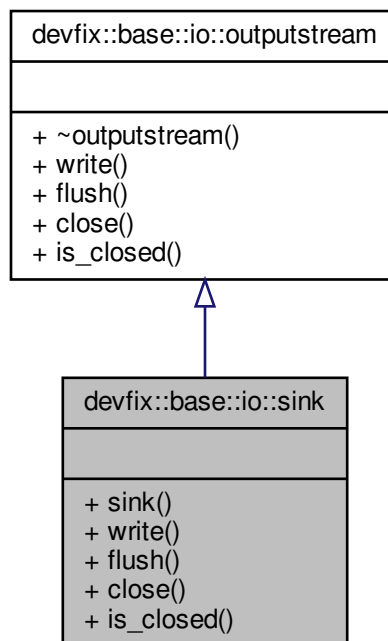 devfix::base::io::outputstream
+ ~outputstream()
+ write()
+ flush()
+ close()
+ is_closed()
devfix::base::io::sink
+ sink()
+ write()
+ flush()
+ close()
+ is_closed()